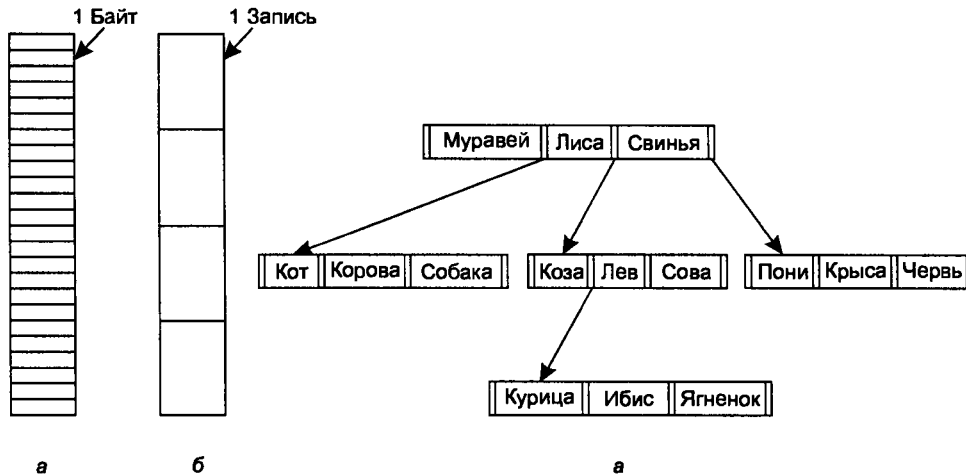 1 Байт
1 Запись
Муравей Лиса Свинья
Кот Корова Собака
Коза Лев Сова
Пони Крыса Червь
Курица Ибис Ягненок
а
б
а